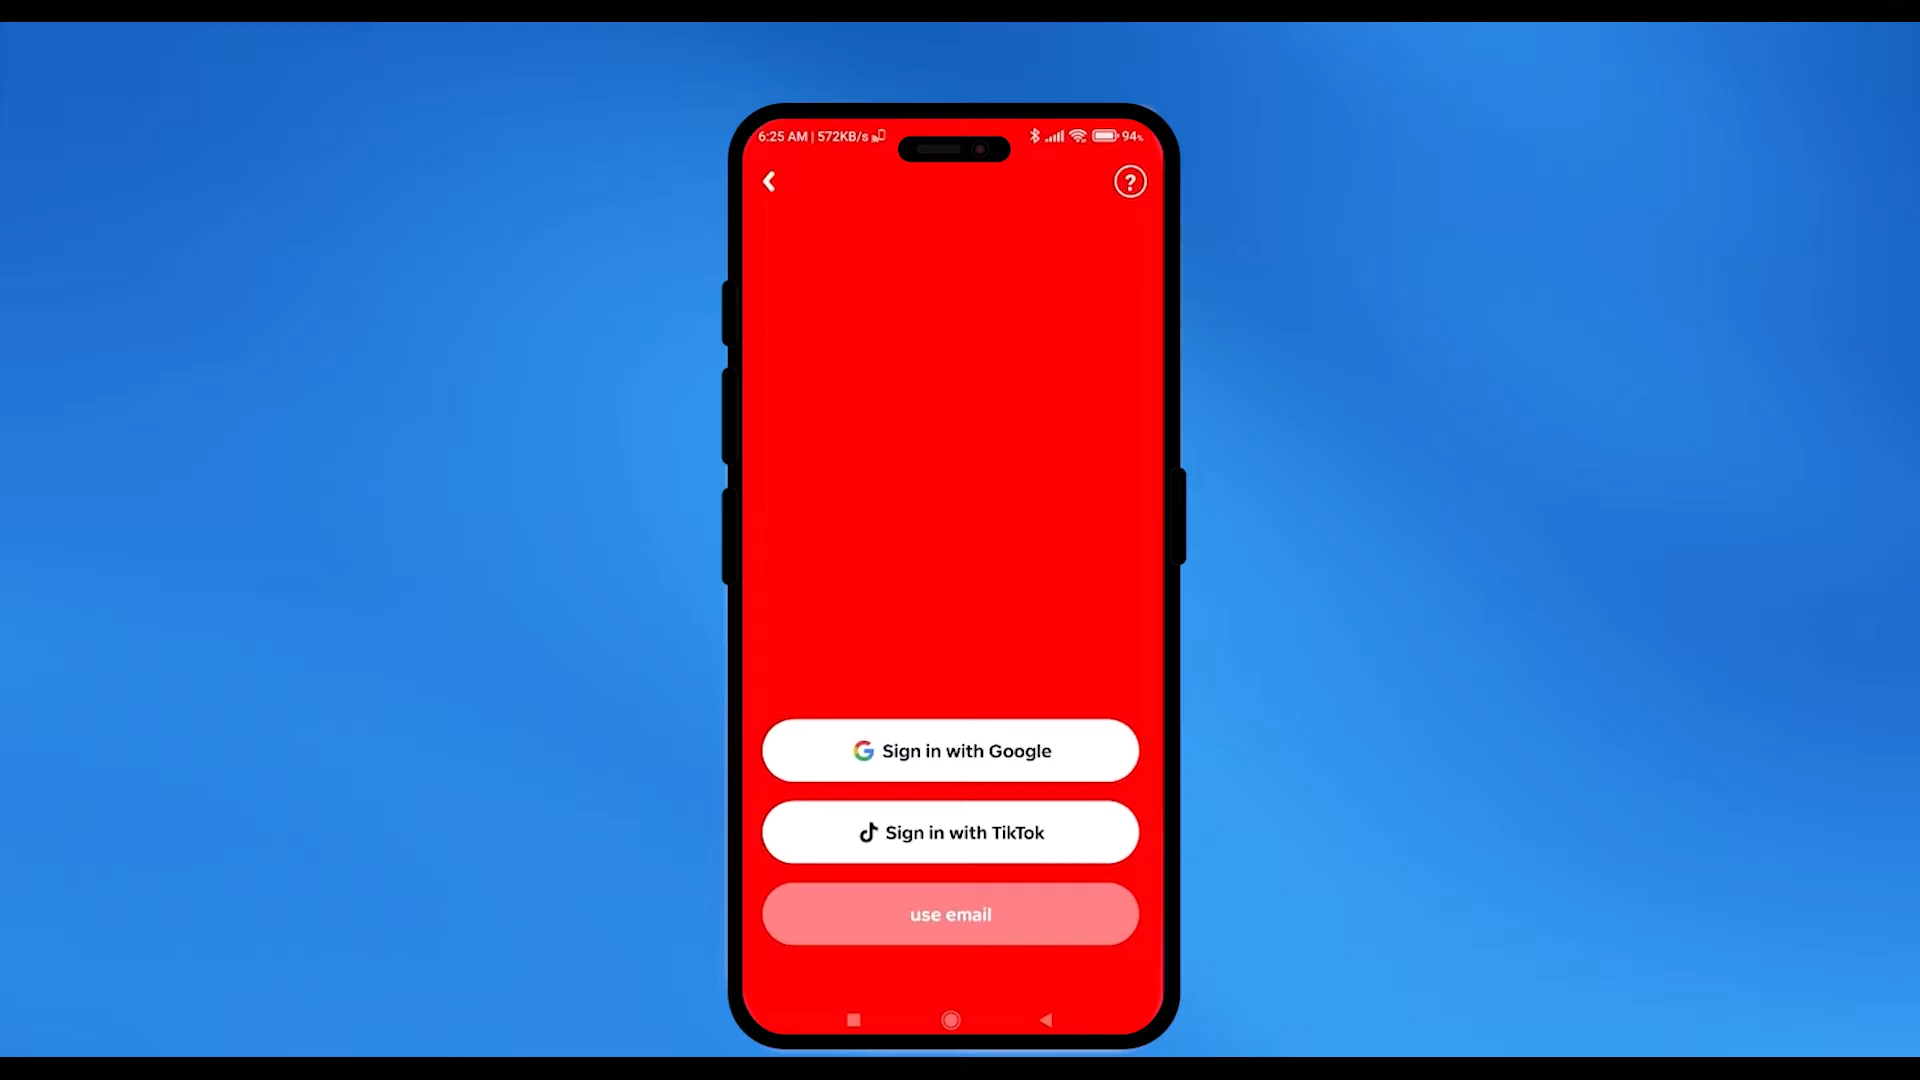 6:25 AM | 572KB/s 94%
?
Sign in with Google
Sign in with TikTok
use email